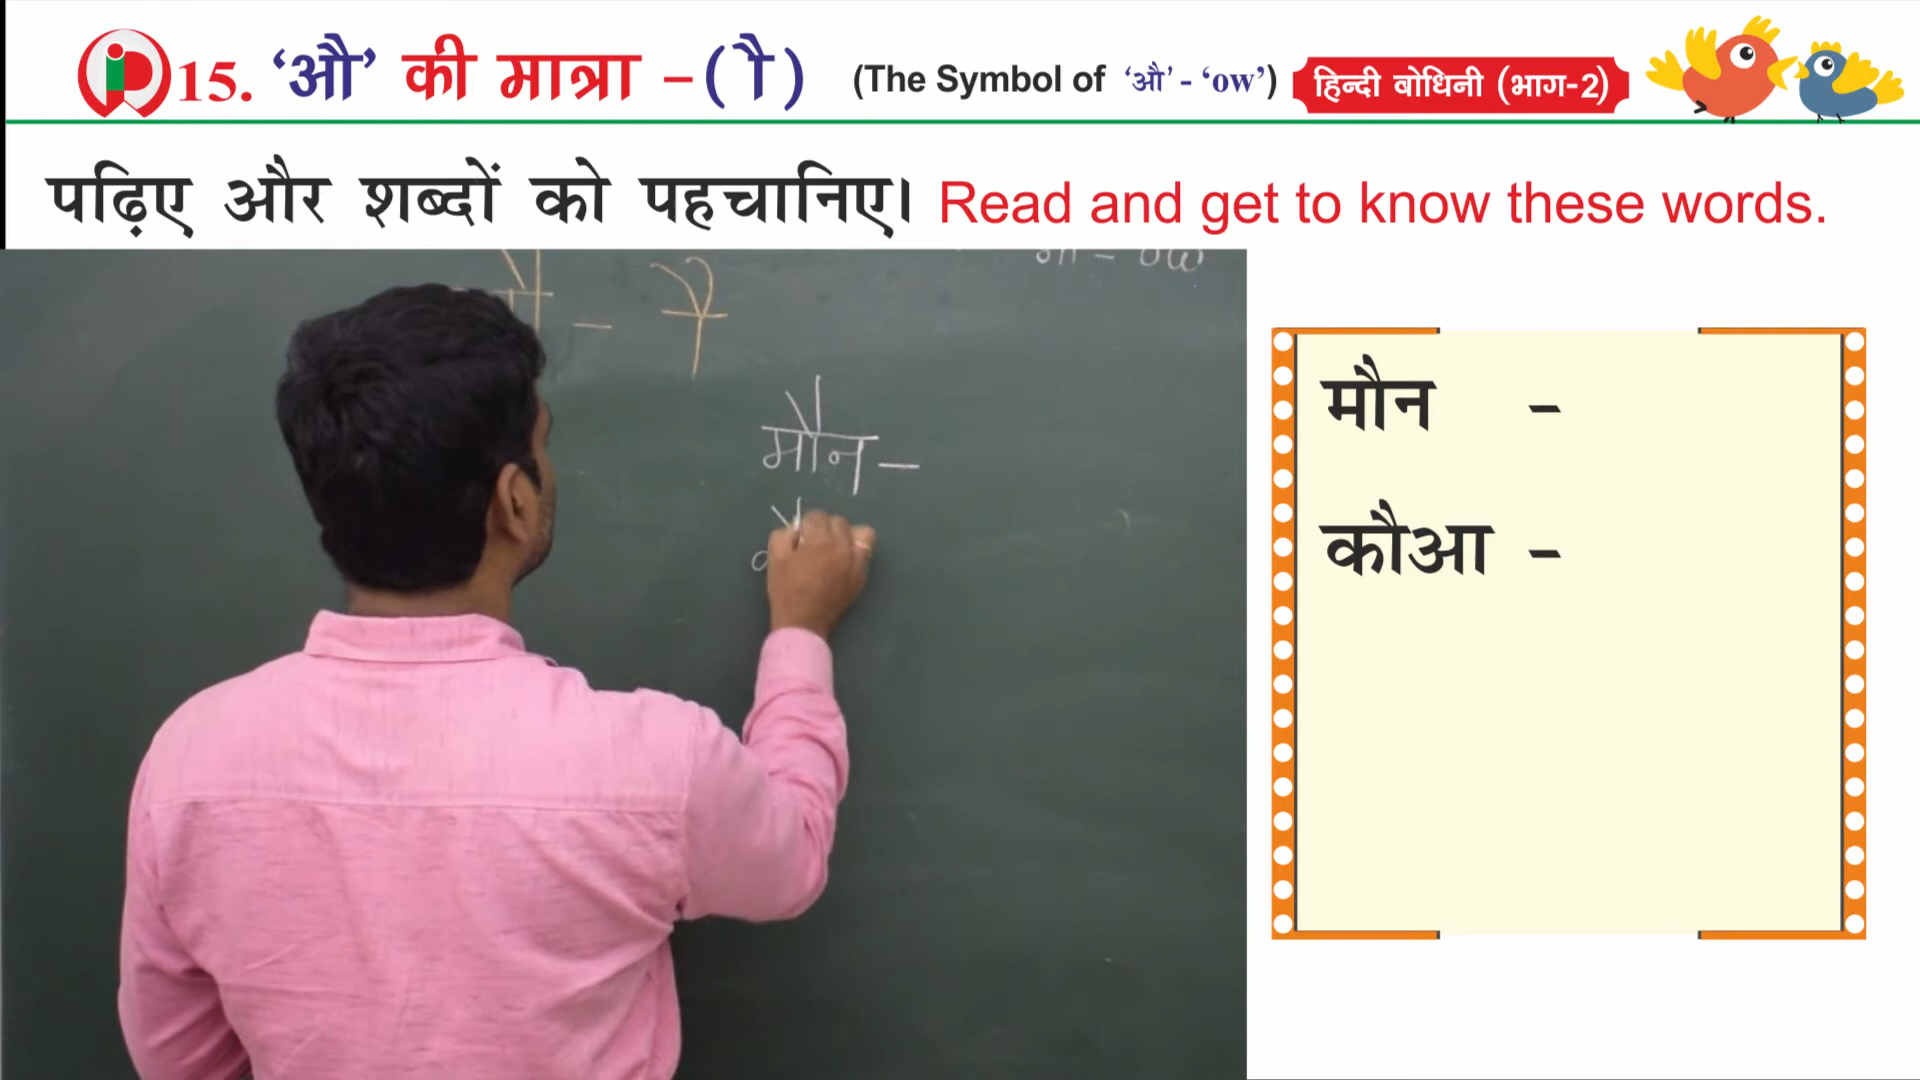 15. ‘औ’ की मात्रा – (ौ) (The Symbol of ‘औ’ - ‘ow’) हिन्दी बोधिनी (भाग-2)
पढ़िए और शब्दों को पहचानिए। Read and get to know these words.
मौन –
मौन –
कौआ –